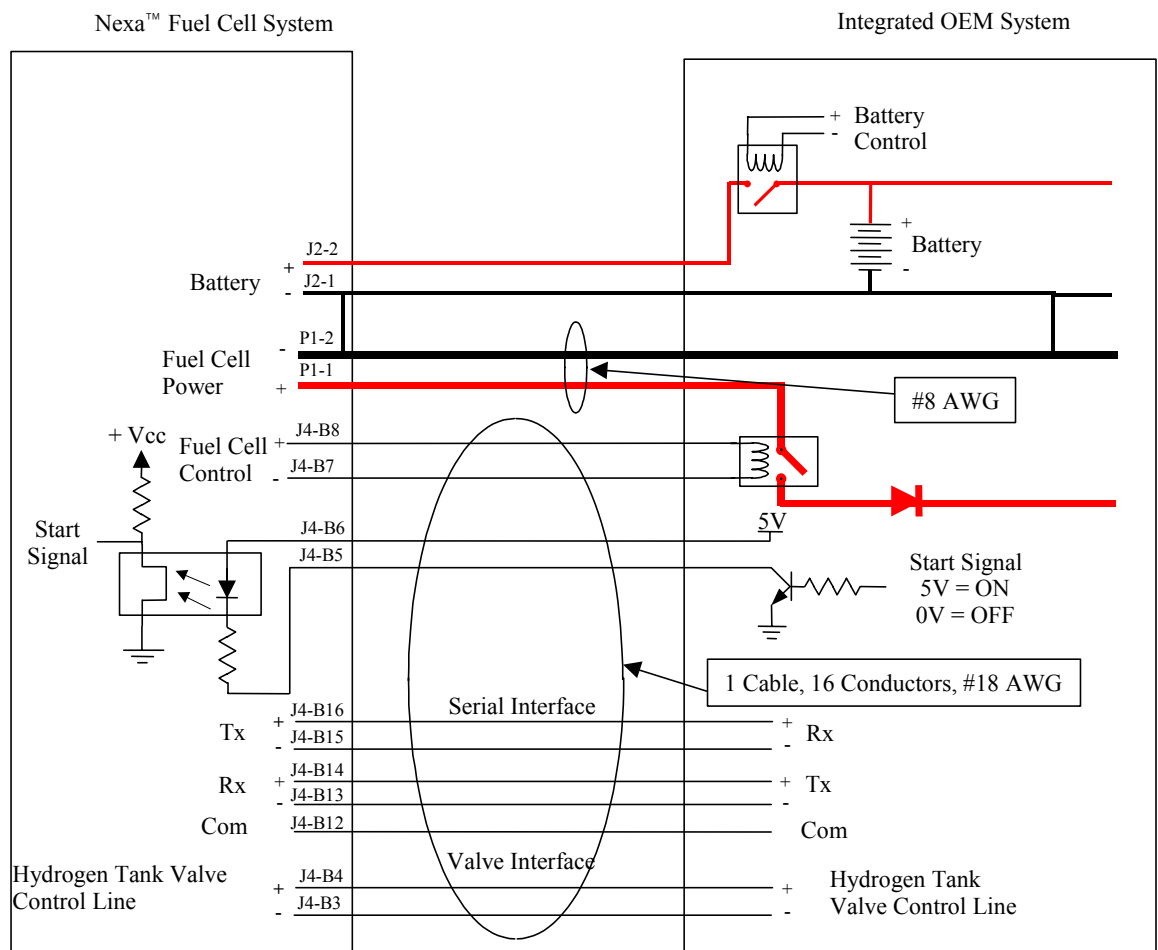 Nexa™ Fuel Cell System
Integrated OEM System
+ Battery
- Control
J2-2
+
Battery
- J2-1
+
Battery
-
P1-2
-
Fuel Cell
Power
P1-1
+
#8 AWG
+ Vcc
Fuel Cell
Control
+ J4-B8
- J4-B7
Start
Signal
J4-B6
J4-B5
5V
Start Signal
5V = ON
0V = OFF
1 Cable, 16 Conductors, #18 AWG
Serial Interface
Tx
+ J4-B16
- J4-B15
+
- Rx
Rx
+ J4-B14
- J4-B13
+ Tx
-
Com J4-B12
Com
Valve Interface
Hydrogen Tank Valve
Control Line
+ J4-B4
- J4-B3
+
-
Hydrogen Tank
Valve Control Line